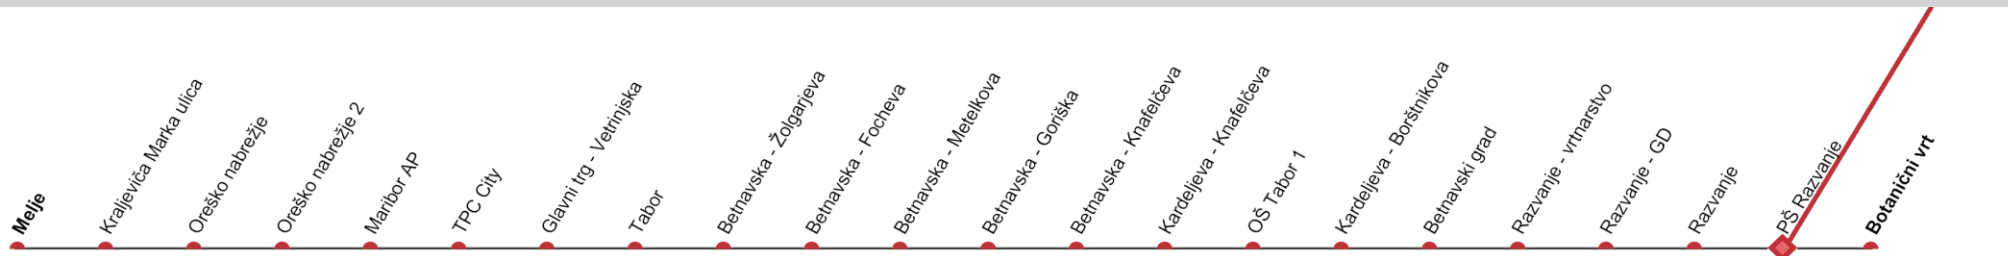 Melje
Kraljeviča Marka ulica
Oreško nabrežje
Oreško nabrežje 2
Maribor AP
TPC City
Glavni trg - Vetrinjska
Tabor
Betnavska - Žolgarjeva
Betnavska - Focheva
Betnavska - Metelkova
Betnavska - Goriška
Betnavska - Knafelčeva
Kardeljeva - Knafelčeva
OŠ Tabor 1
Kardeljeva - Borštnikova
Betnavski grad
Razvanje - vrtnarstvo
Razvanje - GD
Razvanje
PŠ Razvanje
Botanični vrt